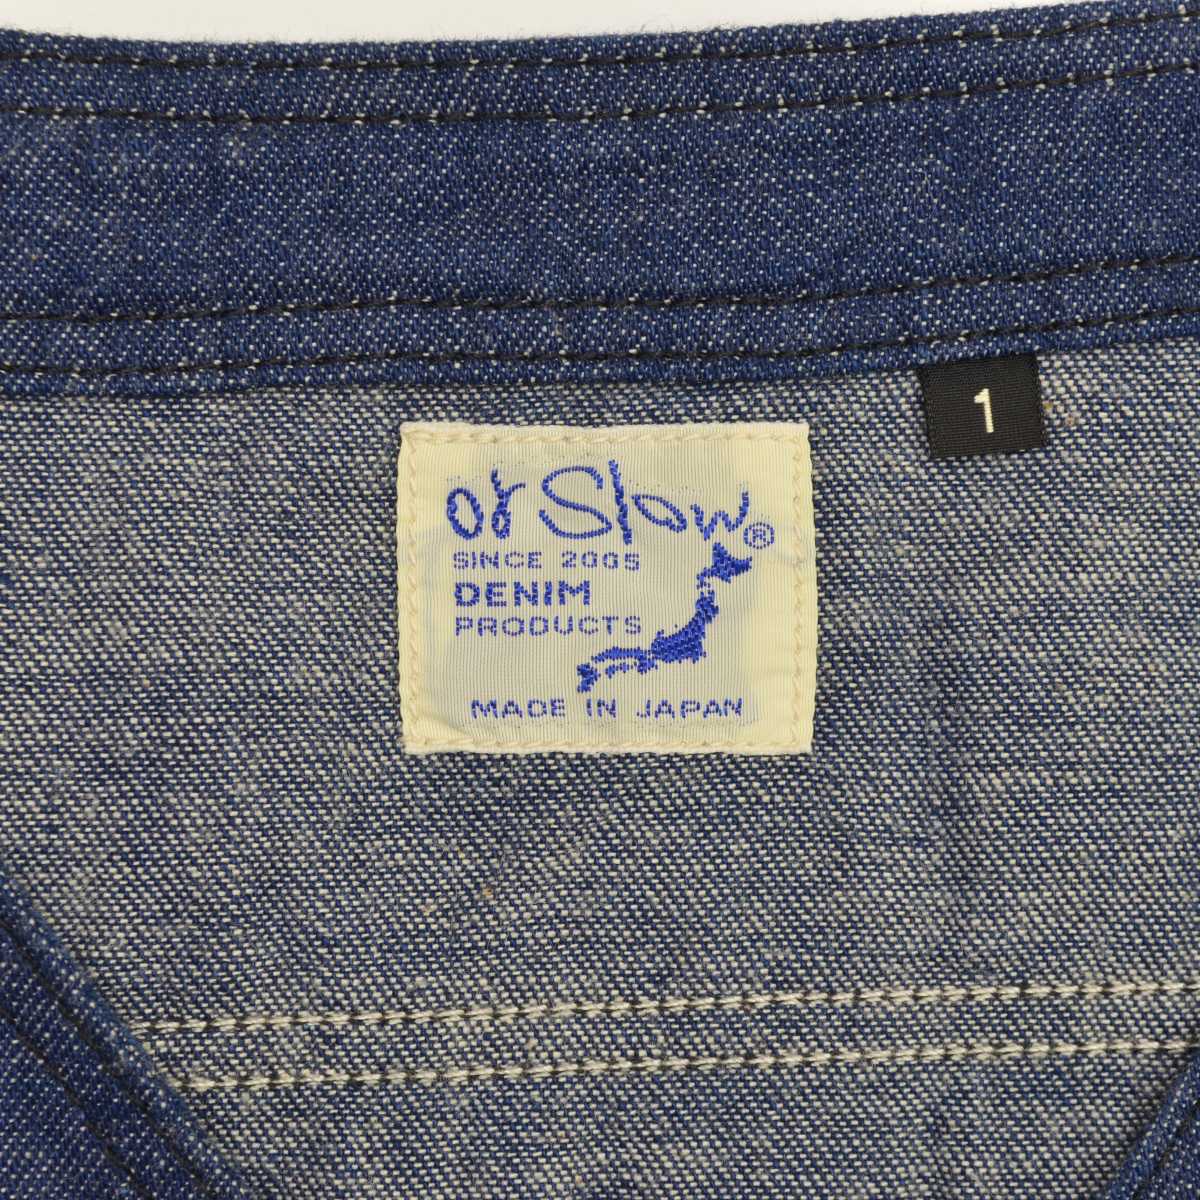 or Slow®
SINCE 2005
DENIM
PRODUCTS
MADE IN JAPAN
1